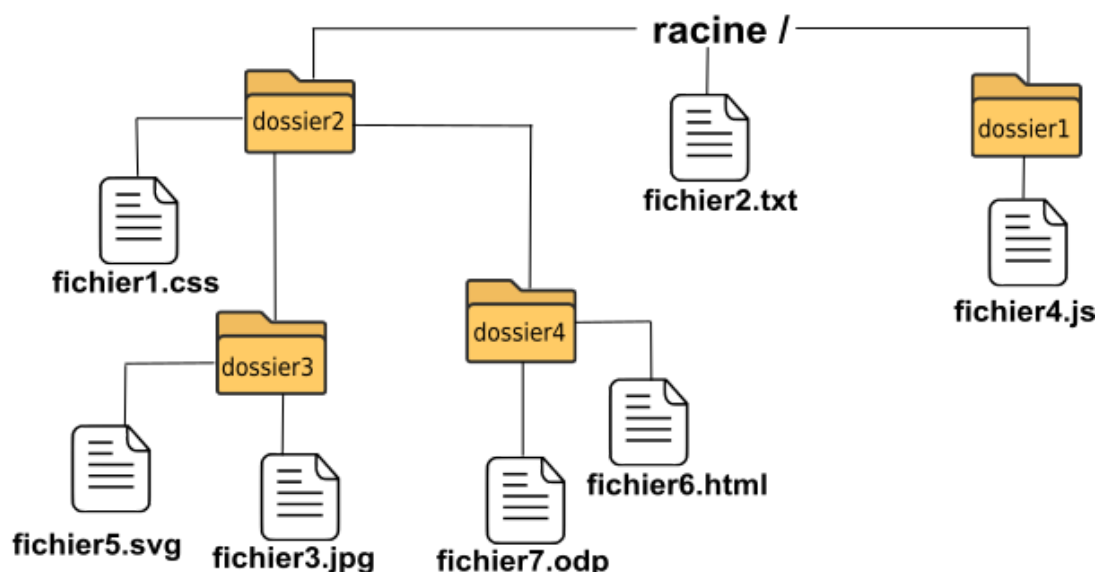 racine /
dossier2
dossier1
fichier2.txt
fichier1.css
fichier4.js
dossier4
dossier3
fichier6.html
fichier5.svg
fichier3.jpg
fichier7.odp